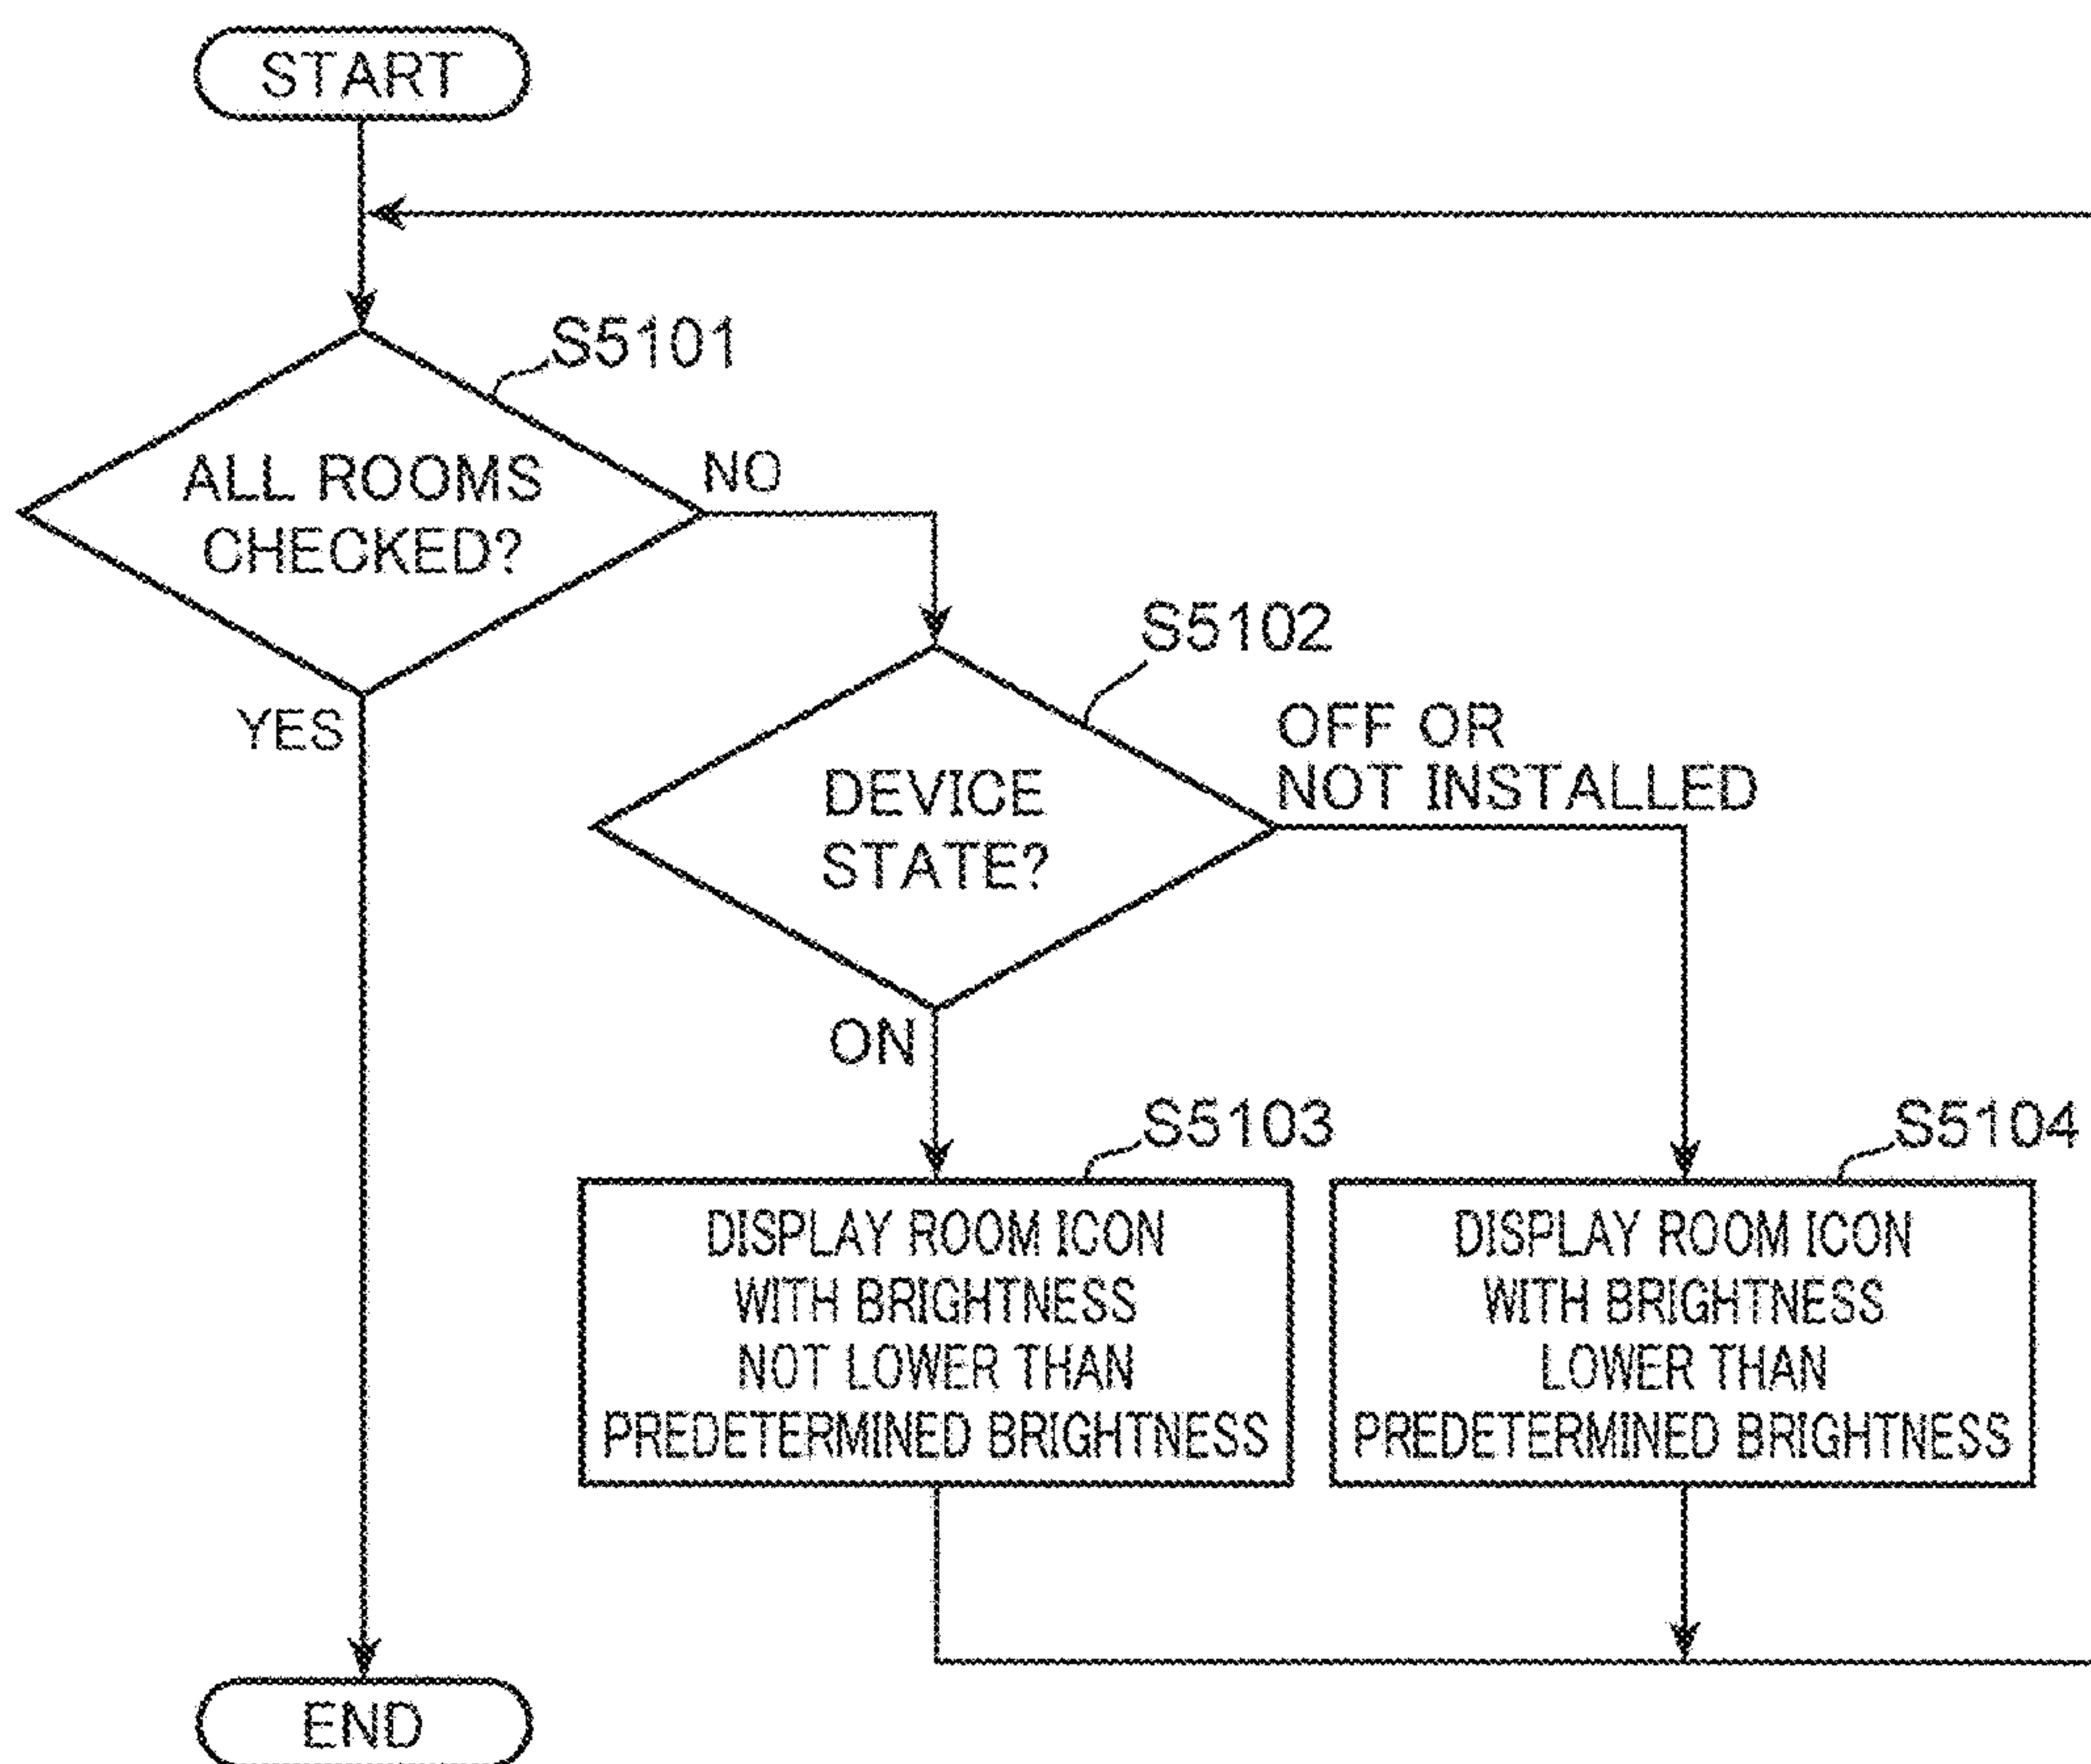 START
S5101
ALL ROOMS
CHECKED?
NO
YES
S5102
DEVICE
STATE?
OFF OR
NOT INSTALLED
ON
S5103
DISPLAY ROOM ICON
WITH BRIGHTNESS
NOT LOWER THAN
PREDETERMINED BRIGHTNESS
S5104
DISPLAY ROOM ICON
WITH BRIGHTNESS
LOWER THAN
PREDETERMINED BRIGHTNESS
END